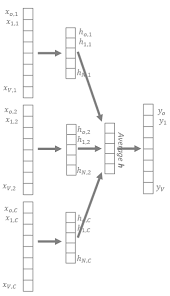 x_{o,1}
x_{1,1}
x_{V,1}
h_{o,1}
h_{1,1}
h_{N,1}
x_{o,2}
x_{1,2}
x_{V,2}
h_{o,2}
h_{1,2}
h_{N,2}
x_{o,C}
x_{1,C}
x_{V,C}
h_{o,C}
h_{1,C}
h_{N,C}
Average h
y_o
y_1
y_V